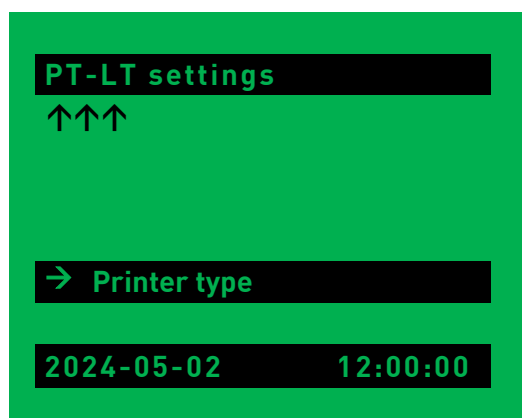 PT-LT settings
↑↑↑
→ Printer type
2024-05-02 12:00:00